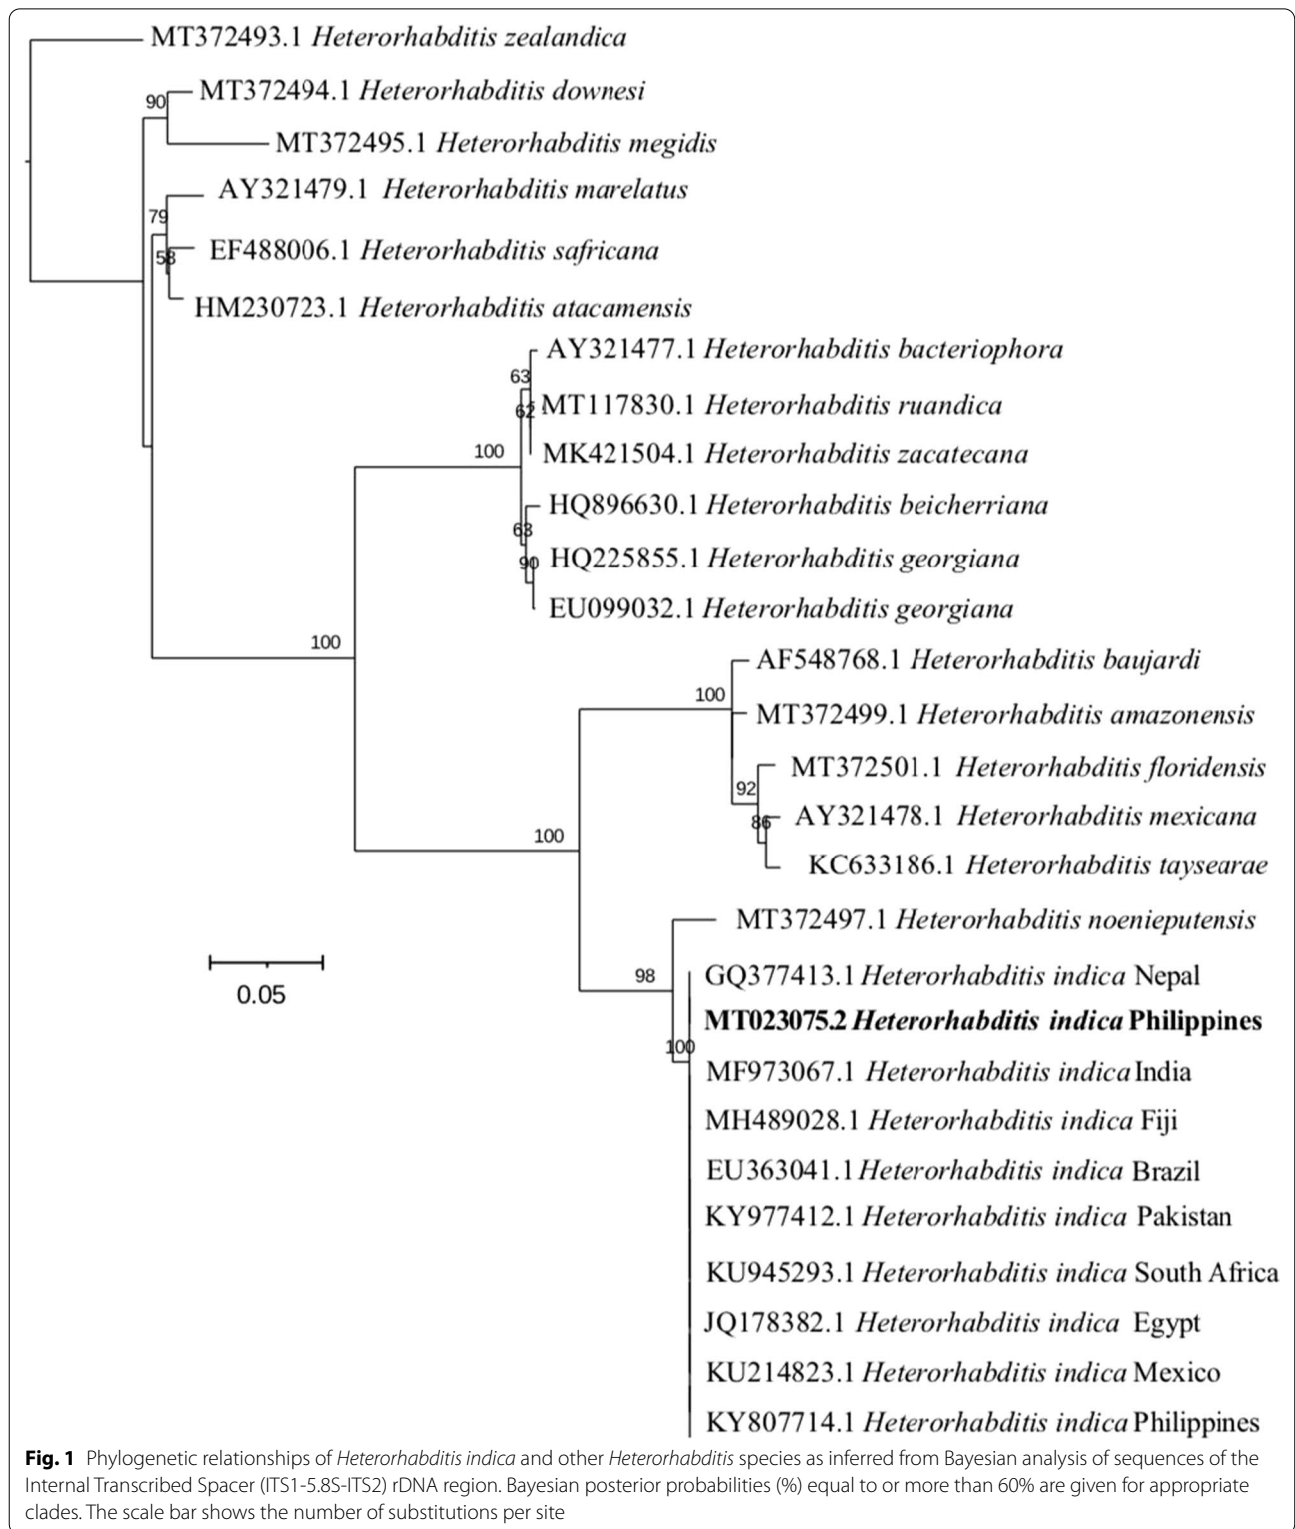 MT372493.1 Heterorhabditis zealandica
90
MT372494.1 Heterorhabditis downesi
MT372495.1 Heterorhabditis megidis
AY321479.1 Heterorhabditis marelatus
79
EF488006.1 Heterorhabditis safricana
58
HM230723.1 Heterorhabditis atacamensis
AY321477.1 Heterorhabditis bacteriophora
63
MT117830.1 Heterorhabditis ruandica
62
100
MK421504.1 Heterorhabditis zacatecana
HQ896630.1 Heterorhabditis beicherriana
63
HQ225855.1 Heterorhabditis georgiana
90
EU099032.1 Heterorhabditis georgiana
100
AF548768.1 Heterorhabditis baujardi
100
MT372499.1 Heterorhabditis amazonensis
MT372501.1 Heterorhabditis floridensis
92
AY321478.1 Heterorhabditis mexicana
86
100
KC633186.1 Heterorhabditis taysearae
MT372497.1 Heterorhabditis noenieputensis
98
GQ377413.1 Heterorhabditis indica Nepal
0.05
MT023075.2 Heterorhabditis indica Philippines
100
MF973067.1 Heterorhabditis indica India
MH489028.1 Heterorhabditis indica Fiji
EU363041.1 Heterorhabditis indica Brazil
KY977412.1 Heterorhabditis indica Pakistan
KU945293.1 Heterorhabditis indica South Africa
JQ178382.1 Heterorhabditis indica Egypt
KU214823.1 Heterorhabditis indica Mexico
KY807714.1 Heterorhabditis indica Philippines
Fig. 1 Phylogenetic relationships of Heterorhabditis indica and other Heterorhabditis species as inferred from Bayesian analysis of sequences of the
Internal Transcribed Spacer (ITS1-5.8S-ITS2) rDNA region. Bayesian posterior probabilities (%) equal to or more than 60% are given for appropriate
clades. The scale bar shows the number of substitutions per site